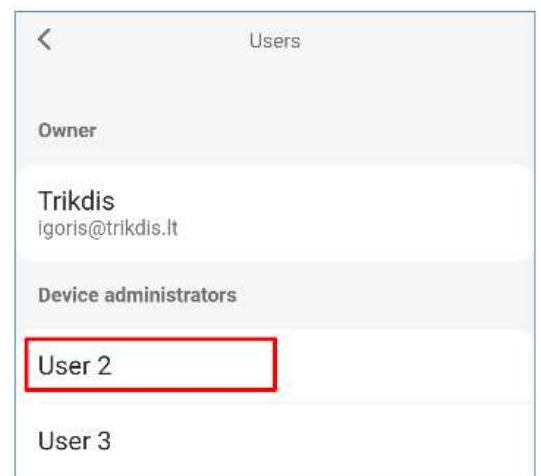 Users
Owner
Trikdis
igoris@trikdis.lt
Device administrators
User 2
User 3